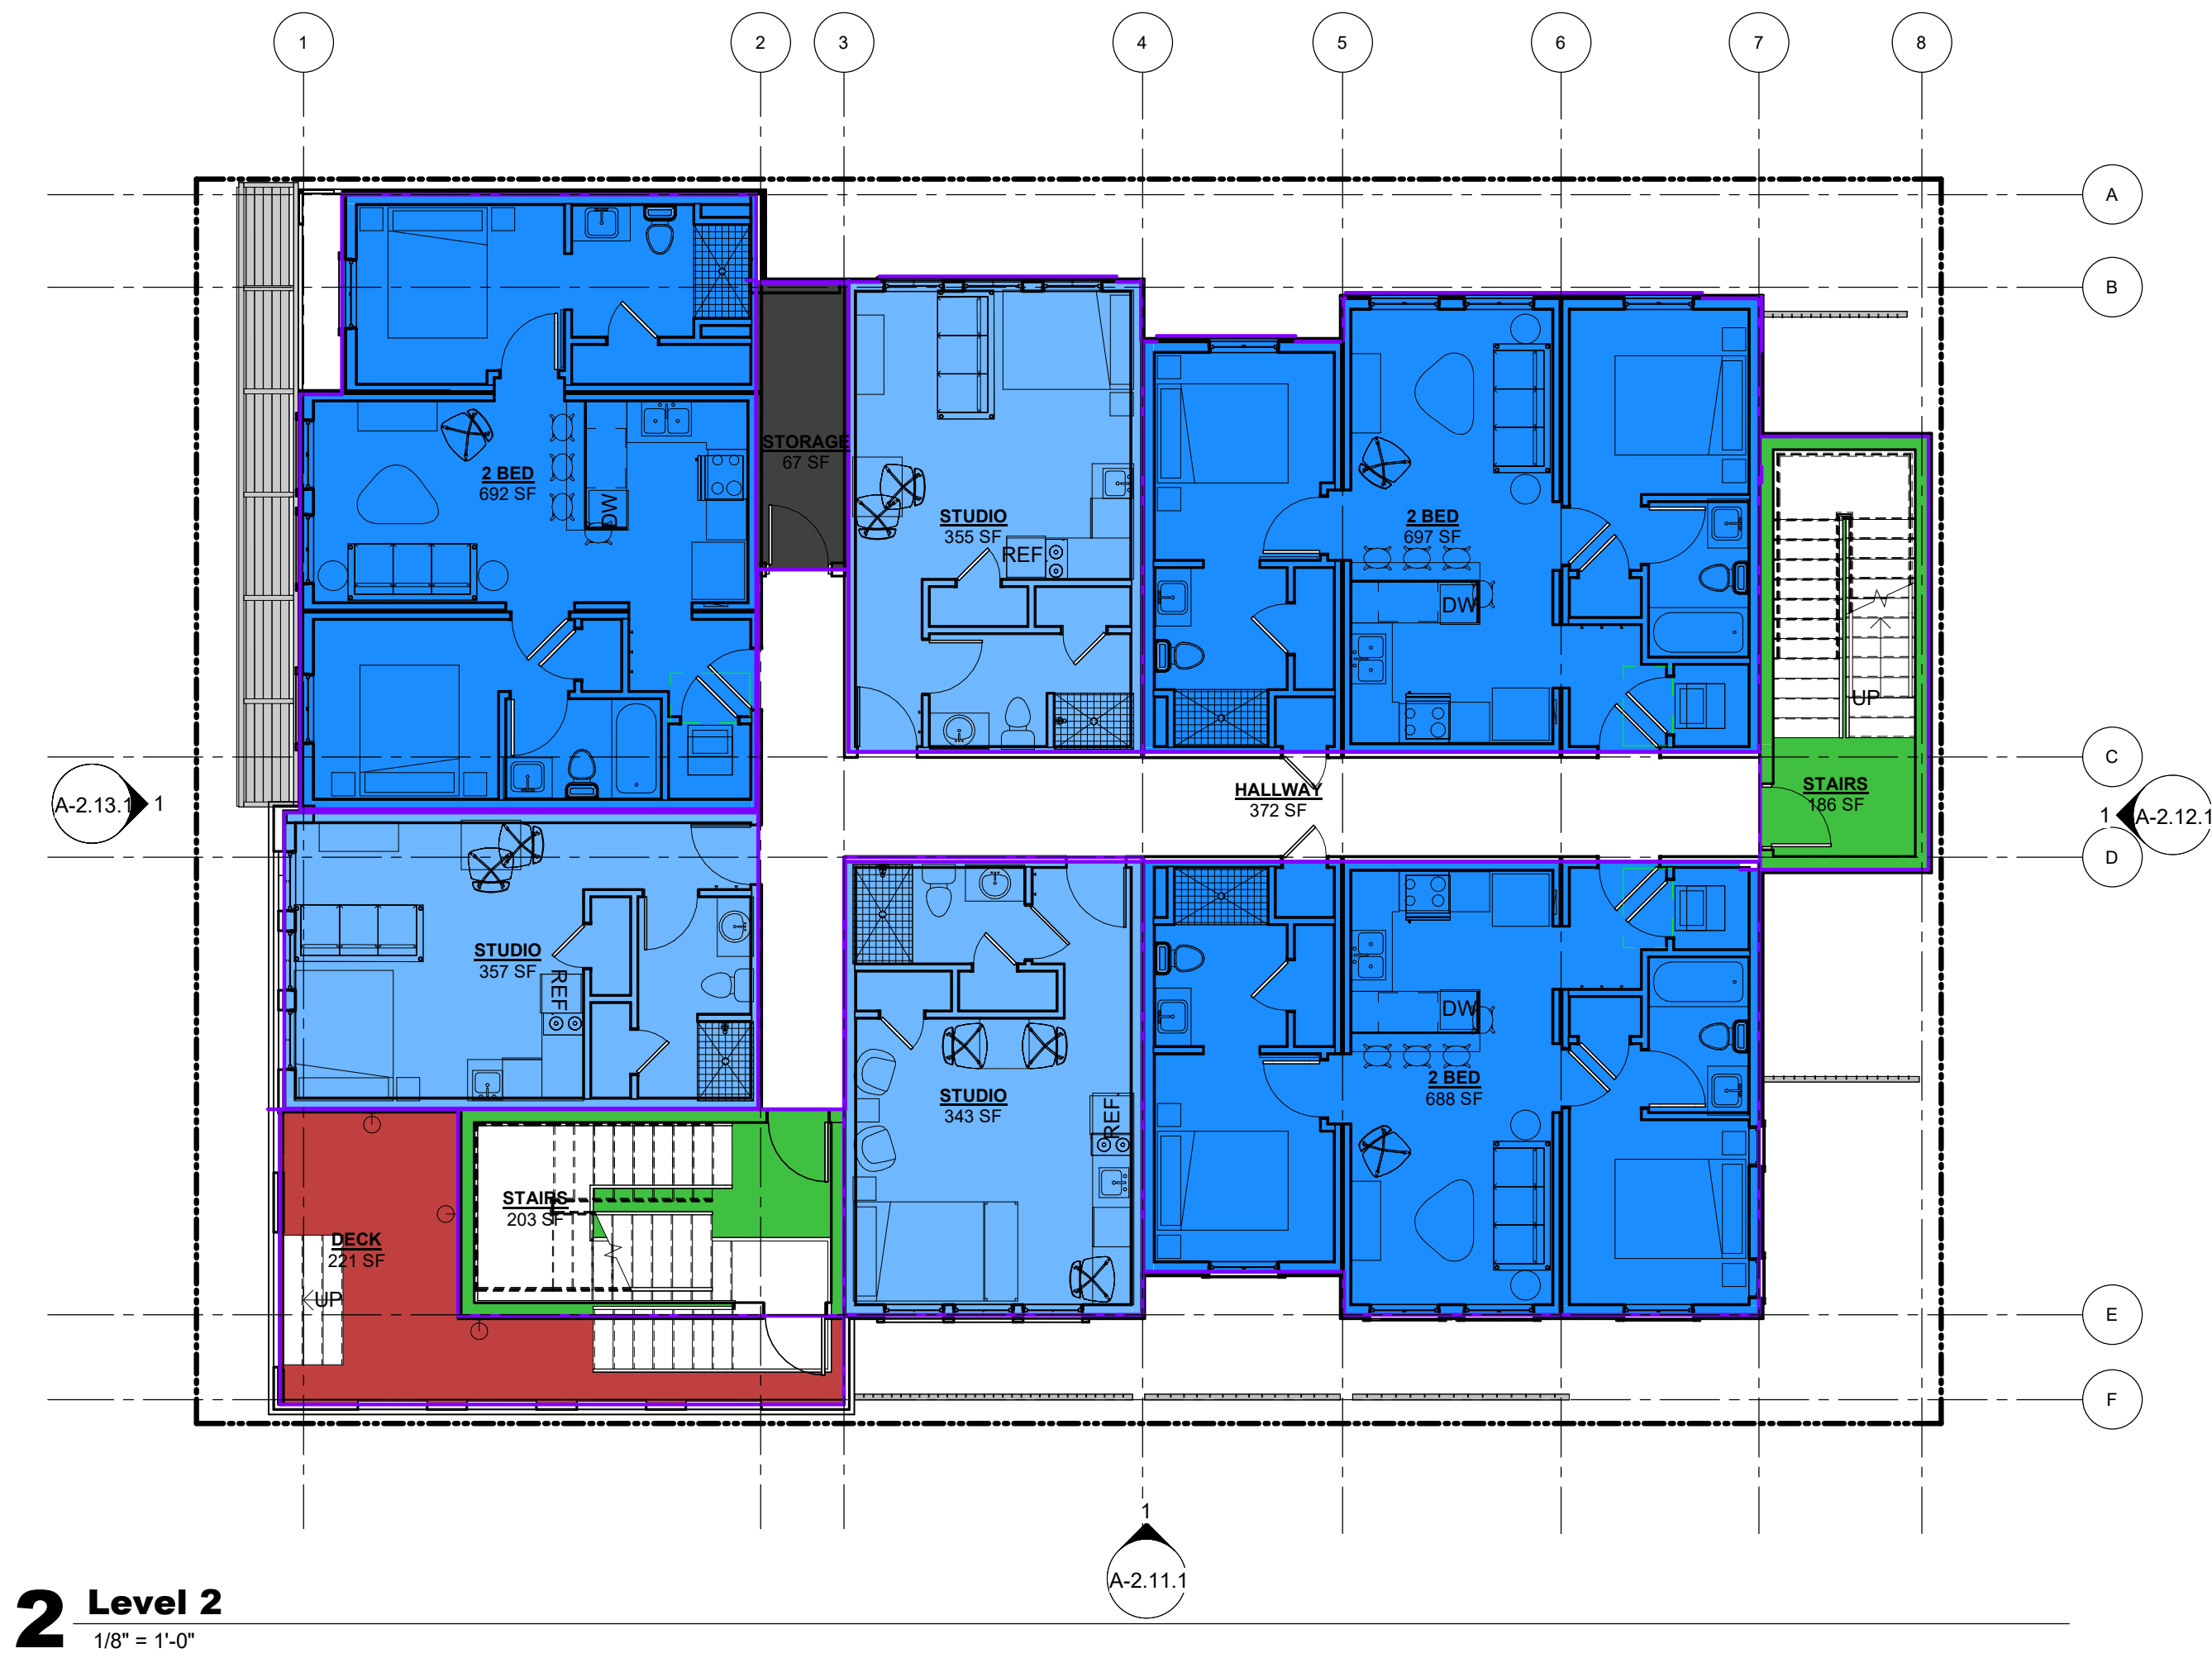 1
2
3
4
5
6
7
8
A
B
STORAGE
67 SF
2 BED
692 SF
DW
STUDIO
355 SF
REF.
2 BED
697 SF
DW
UP
C
HALLWAY
372 SF
STAIRS
186 SF
A-2.13.1
1
1
A-2.12.1
D
STUDIO
357 SF
REF.
DW
STUDIO
343 SF
REF.
2 BED
688 SF
STAIRS
203 SF
DECK
221 SF
UP
E
F
1
A-2.11.1
2
Level 2
1/8" = 1'-0"